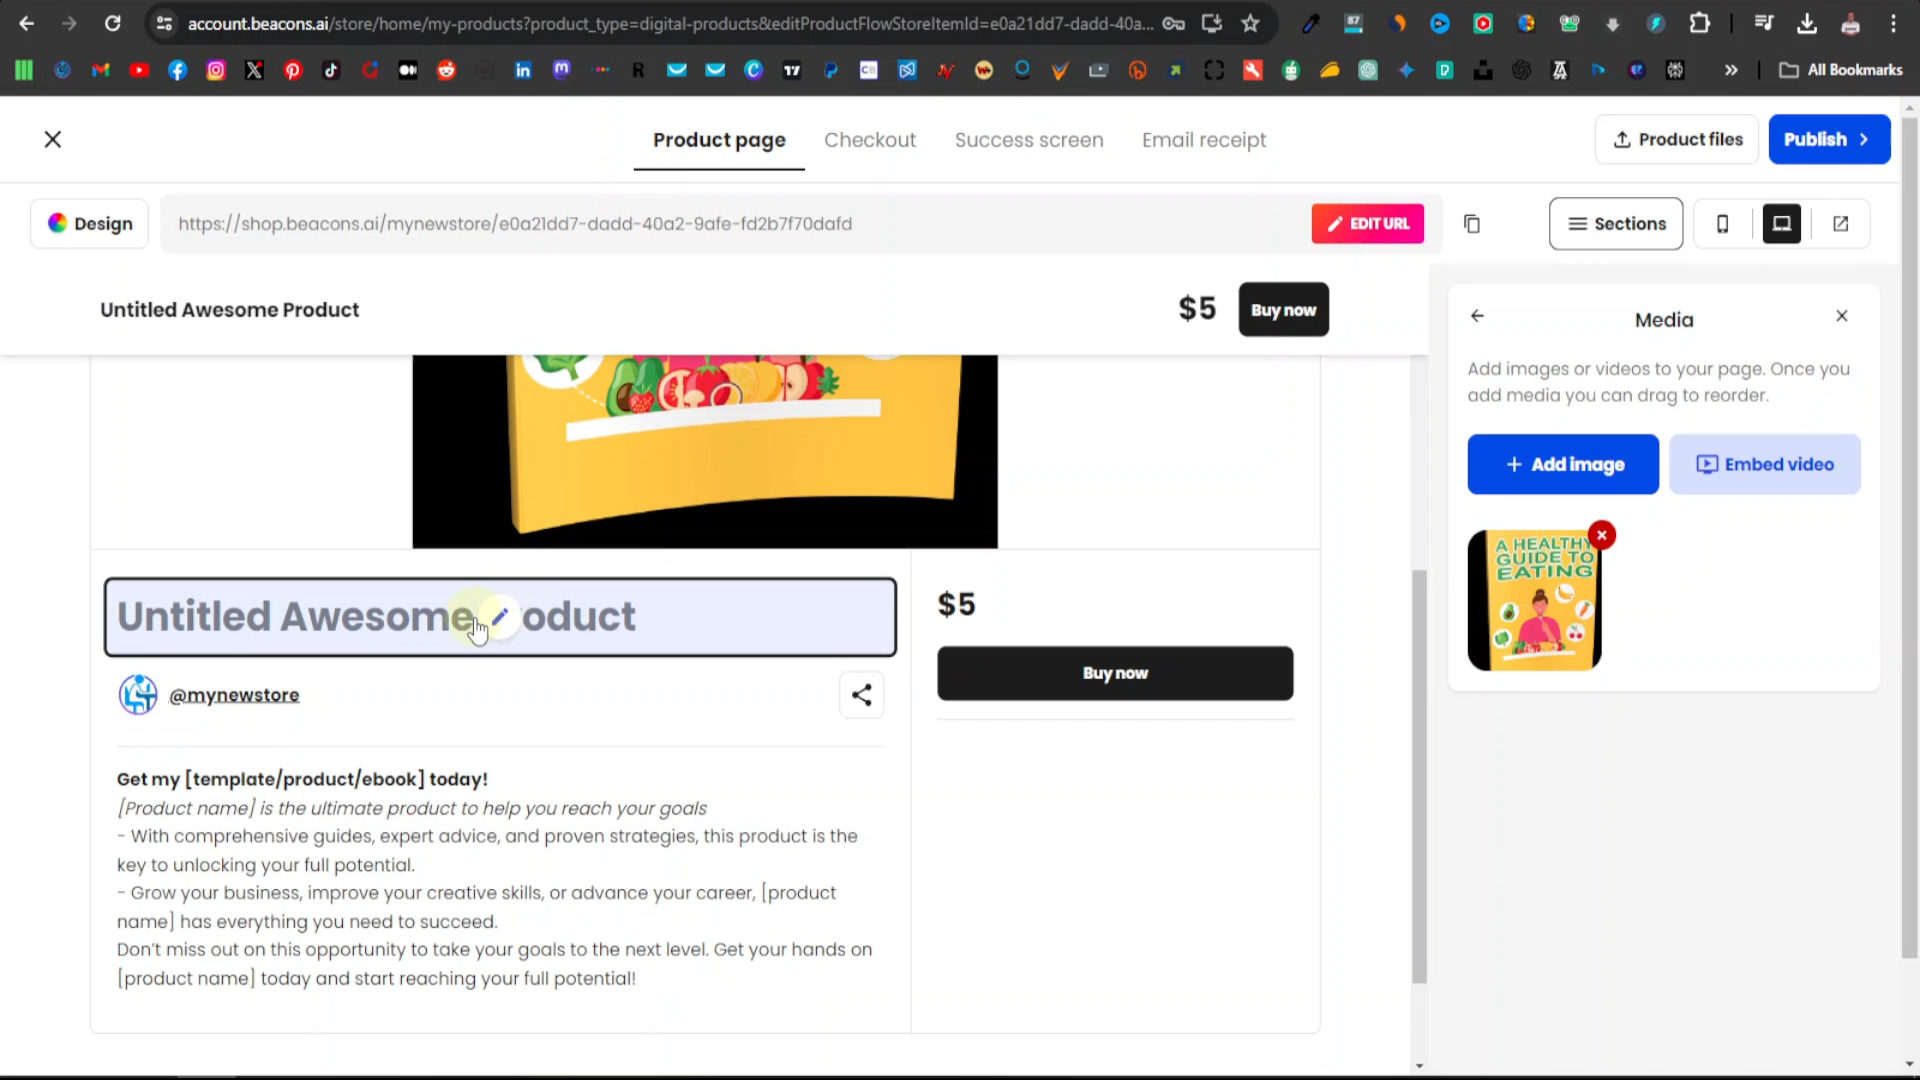 account.beacons.ai/store/home/my-products?product_type=digital-products&editProductFlowStoreItemId=e0a21dd7-dadd-40a...
All Bookmarks
Product page
Checkout
Success screen
Email receipt
Product files
Publish
Design
https://shop.beacons.ai/mynewstore/e0a21dd7-dadd-40a2-9afe-fd2b7f70dafd
EDIT URL
Sections
Untitled Awesome Product
$5
Buy now
Media
Add images or videos to your page. Once you
add media you can drag to reorder.
+ Add image
Embed video
A HEALTHY
GUIDE TO
EATING
Untitled Awesome oduct
@mynewstore
$5
Buy now
Get my [template/product/ebook] today!
[Product name] is the ultimate product to help you reach your goals
- With comprehensive guides, expert advice, and proven strategies, this product is the
key to unlocking your full potential.
- Grow your business, improve your creative skills, or advance your career, [product
name] has everything you need to succeed.
Don't miss out on this opportunity to take your goals to the next level. Get your hands on
[product name] today and start reaching your full potential!